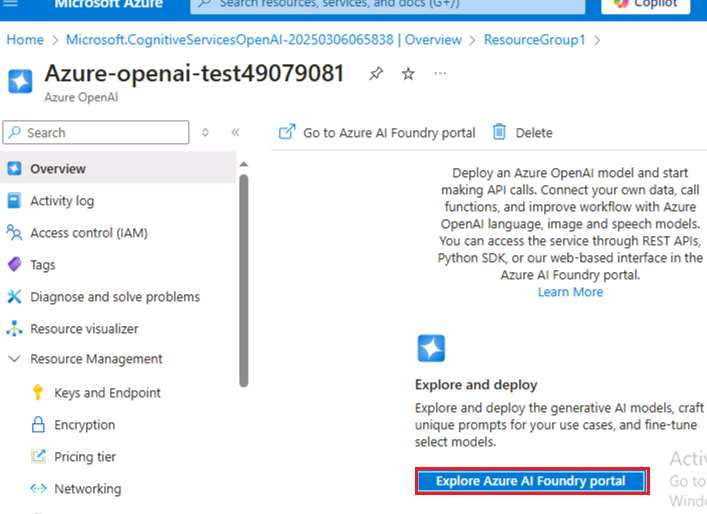 Microsoft Azure
Search resources, services, and docs (G+/)
Copilot
Home > Microsoft.CognitiveServicesOpenAI-20250306065838 | Overview > ResourceGroup1 >
Azure-openai-test49079081
Azure OpenAI
Search
Go to Azure AI Foundry portal
Delete
Overview
Activity log
Access control (IAM)
Tags
Diagnose and solve problems
Resource visualizer
Resource Management
Keys and Endpoint
Encryption
Pricing tier
Networking
Deploy an Azure OpenAI model and start
making API calls. Connect your own data, call
functions, and improve workflow with Azure
OpenAI language, image and speech models.
You can access the service through REST APIs,
Python SDK, or our web-based interface in the
Azure AI Foundry portal.
Learn More
Explore and deploy
Explore and deploy the generative AI models, craft
unique prompts for your use cases, and fine-tune
select models.
Explore Azure AI Foundry portal
Go to